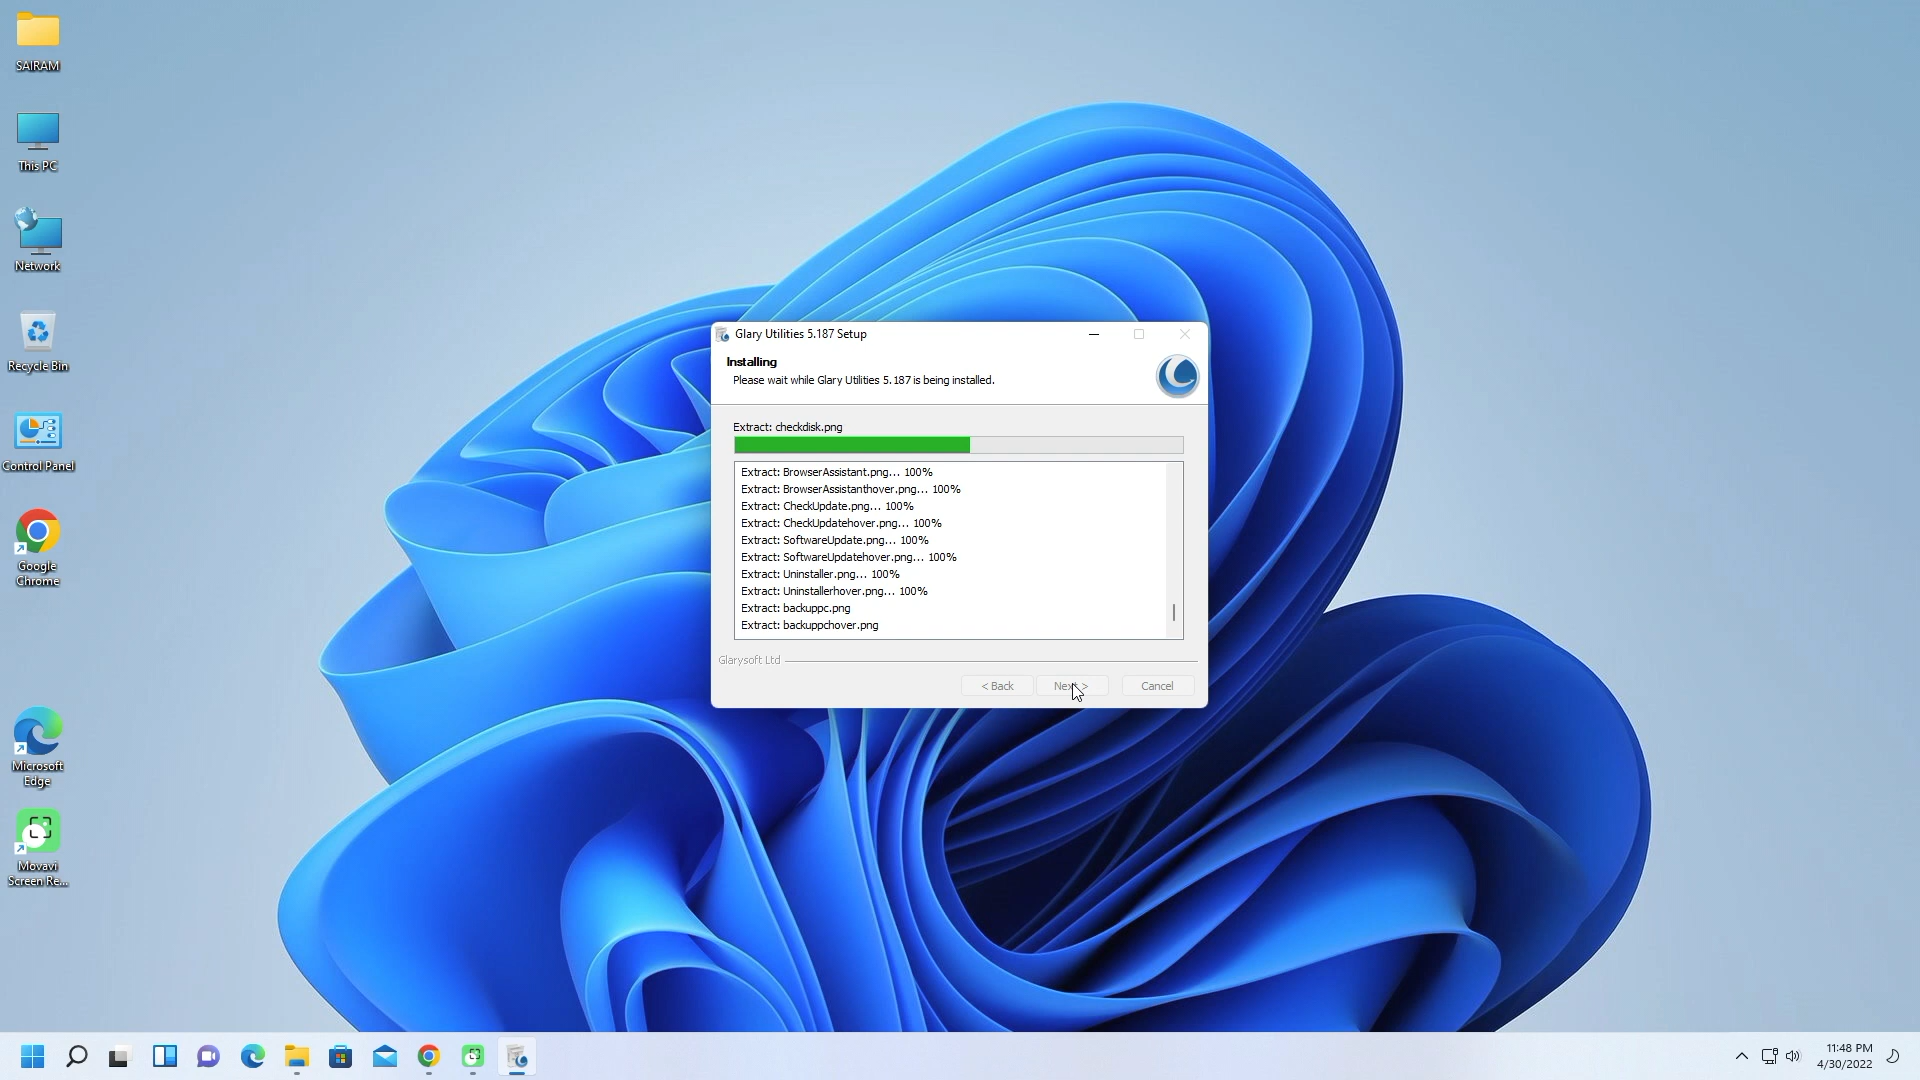 SAIRAM
This PC
Network
Recycle Bin
Control Panel
Google
Chrome
Microsoft
Edge
Movavi
Screen Re...
Glary Utilities 5.187 Setup
Installing
Please wait while Glary Utilities 5.187 is being installed.
Extract: checkdisk.png
Extract: BrowserAssistant.png... 100%
Extract: BrowserAssistanthover.png... 100%
Extract: CheckUpdate.png... 100%
Extract: CheckUpdatehover.png... 100%
Extract: SoftwareUpdate.png... 100%
Extract: SoftwareUpdatehover.png... 100%
Extract: Uninstaller.png... 100%
Extract: Uninstallerhover.png... 100%
Extract: backuppc.png
Extract: backuppchover.png
Glarysoft Ltd
< Back
Next >
Cancel
11:48 PM
4/30/2022